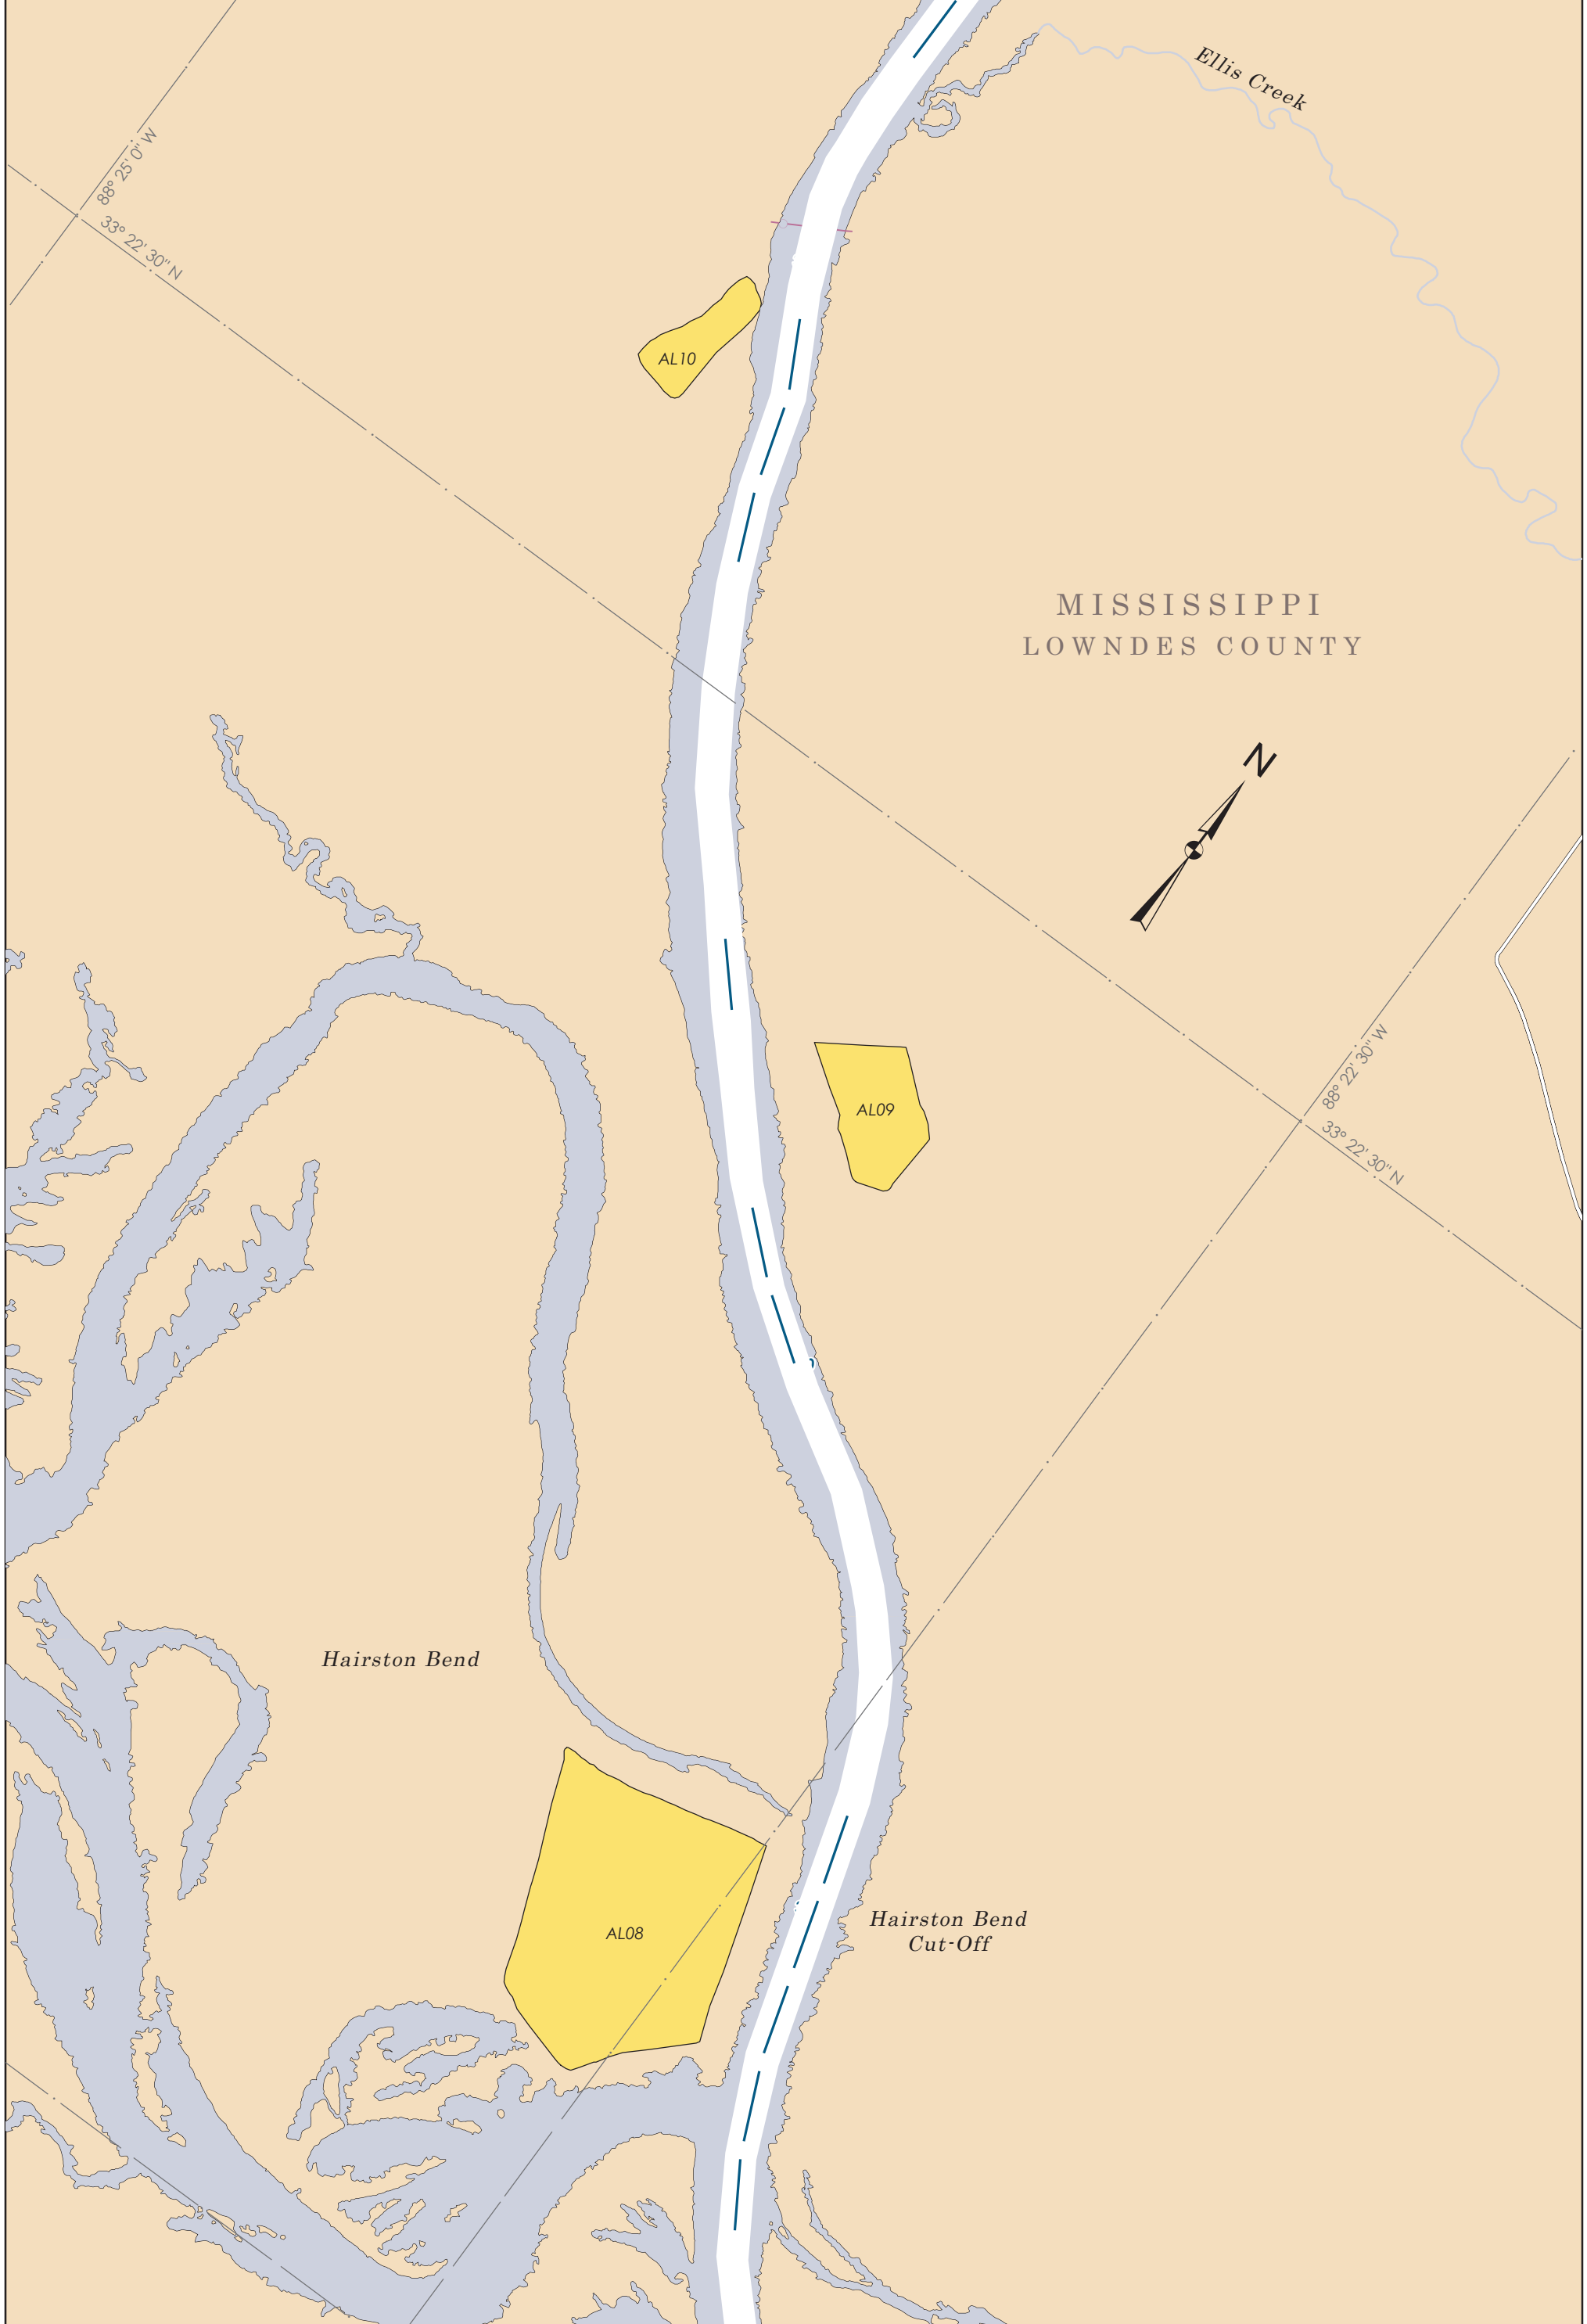 Ellis Creek
88° 25' 0" W
33° 22' 30" N
AL10
MISSISSIPPI
LOWNDES COUNTY
N
88° 22' 30" W
AL09
33° 22' 30" N
Hairston Bend
Hairston Bend
Cut-Off
AL08